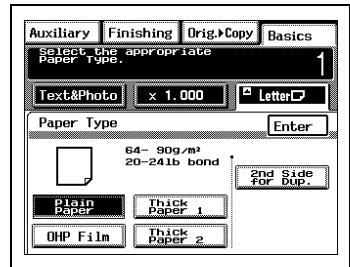 Auxiliary Finishing Orig.▸Copy Basics
Select the appropriate
Paper Type.
1
Text&Photo x 1.000 Letter
Paper Type Enter
64- 90g/m²
20-24lb bond
2nd Side
for Dup.
Plain
Paper
Thick
Paper 1
OHP Film
Thick
Paper 2